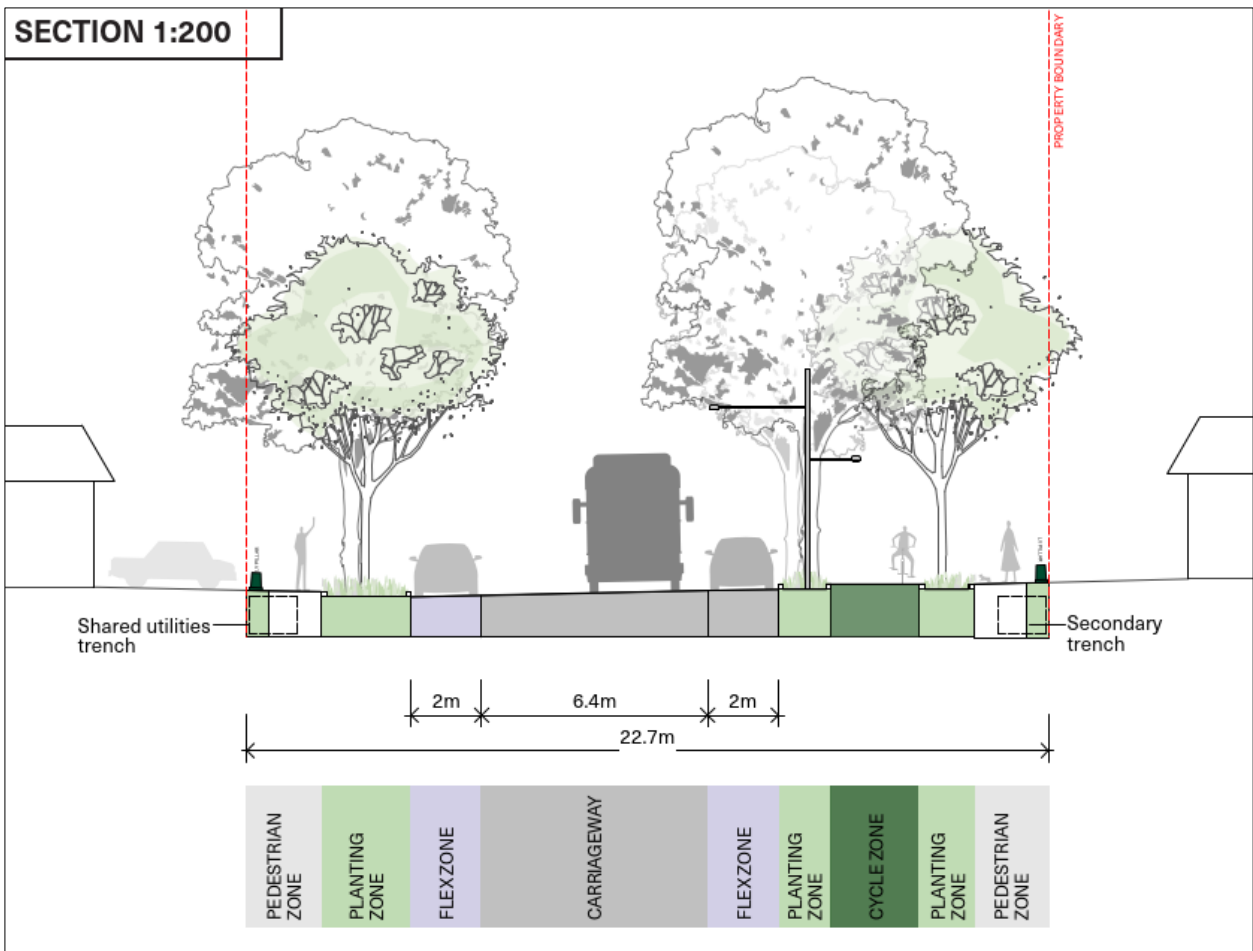 SECTION 1:200
PROPERTY BOUNDARY
Shared utilities
trench
Secondary
trench
2m
6.4m
2m
22.7m
PEDESTRIAN
ZONE
PLANTING
ZONE
FLEXZONE
CARRIAGEWAY
FLEXZONE
PLANTING
ZONE
CYCLE ZONE
PLANTING
ZONE
PEDESTRIAN
ZONE